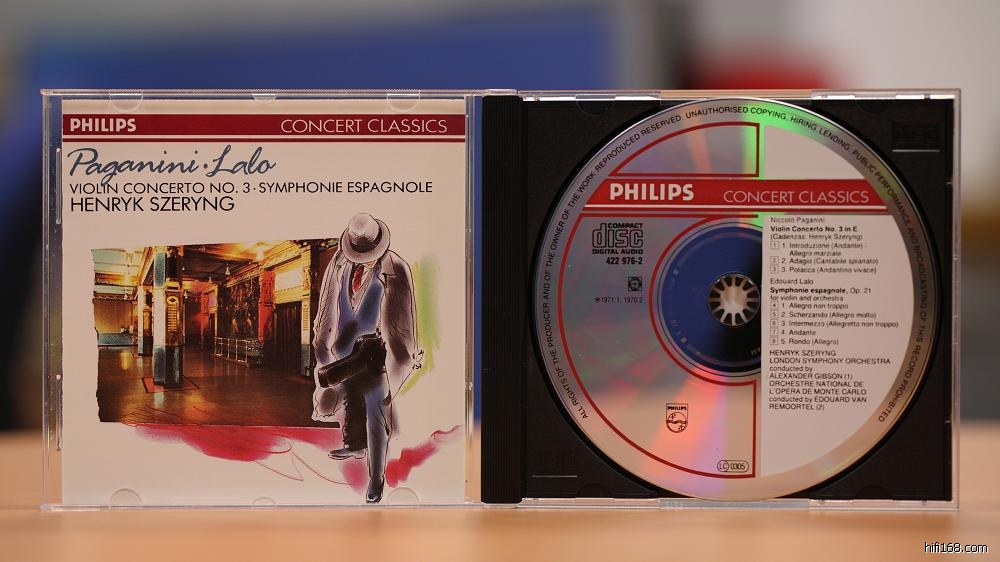 PHILIPS CONCERT CLASSICS
Paganini · Lalo
VIOLIN CONCERTO NO. 3 · SYMPHONIE ESPAGNOLE
HENRYK SZERYNG
ALL RIGHTS OF THE PRODUCER AND OF THE OWNER OF THE WORK REPRODUCED RESERVED. UNAUTHORISED COPYING, HIRING, LENDING, PUBLIC PERFORMANCE AND BROADCASTING OF THIS RECORD PROHIBITED
PHILIPS CONCERT CLASSICS
COMPACT
disc
DIGITAL AUDIO
422 976-2
℗ 1971:1, 1970:2
Niccolò Paganini
Violin Concerto No. 3 in E
(Cadenzas: Henryk Szeryng)
1 1. Introduzione (Andante) -
Allegro marziale
2 2. Adagio (Cantabile spianato)
3 3. Polacca (Andantino vivace)
Edouard Lalo
Symphonie espagnole, Op. 21
for violin and orchestra
4 1. Allegro non troppo
5 2. Scherzando (Allegro molto)
6 3. Intermezzo (Allegretto non troppo)
7 4. Andante
8 5. Rondo (Allegro)
HENRYK SZERYNG
LONDON SYMPHONY ORCHESTRA
conducted by
ALEXANDER GIBSON (1)
ORCHESTRE NATIONAL DE
L'OPERA DE MONTE CARLO
conducted by ÉDOUARD VAN
REMOORTEL (2)
PHILIPS
LC 0305
hifi168.com